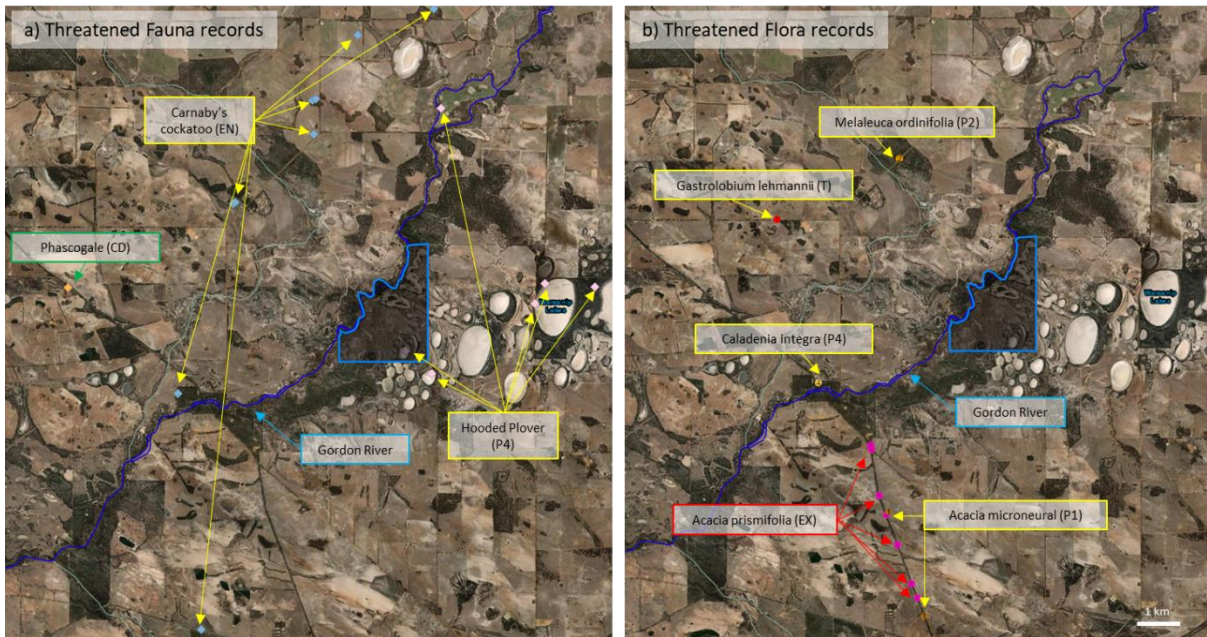 a) Threatened Fauna records
Carnaby's
cockatoo (EN)
Phascogale (CD)
Gordon River
Hooded Plover
(P4)
b) Threatened Flora records
Melaleuca ordinifolia (P2)
Gastrolobium lehmannii (T)
Caladenia integra (P4)
Gordon River
Acacia prismifolia (EX)
Acacia microneural (P1)
1 km